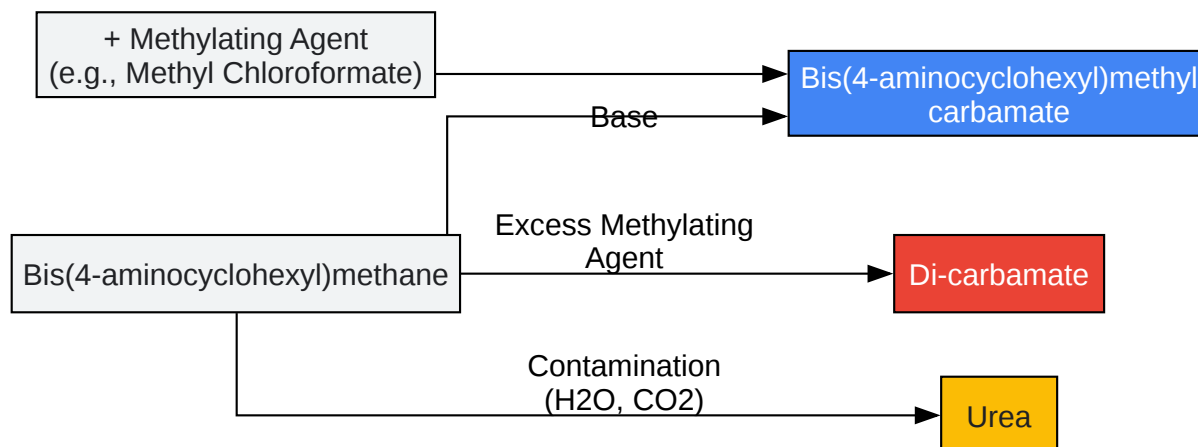 + Methylating Agent
(e.g., Methyl Chloroformate)
Bis(4-aminocyclohexyl)methyl
carbamate
Base
Excess Methylating
Agent
Bis(4-aminocyclohexyl)methane
Di-carbamate
Contamination
(H2O, CO2)
Urea